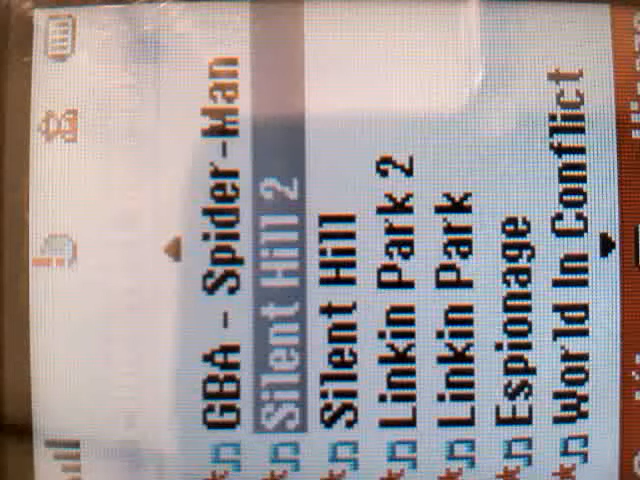 GBA - Spider-Man
Silent Hill 2
Silent Hill
Linkin Park 2
Linkin Park
Espionage
World In Conflict